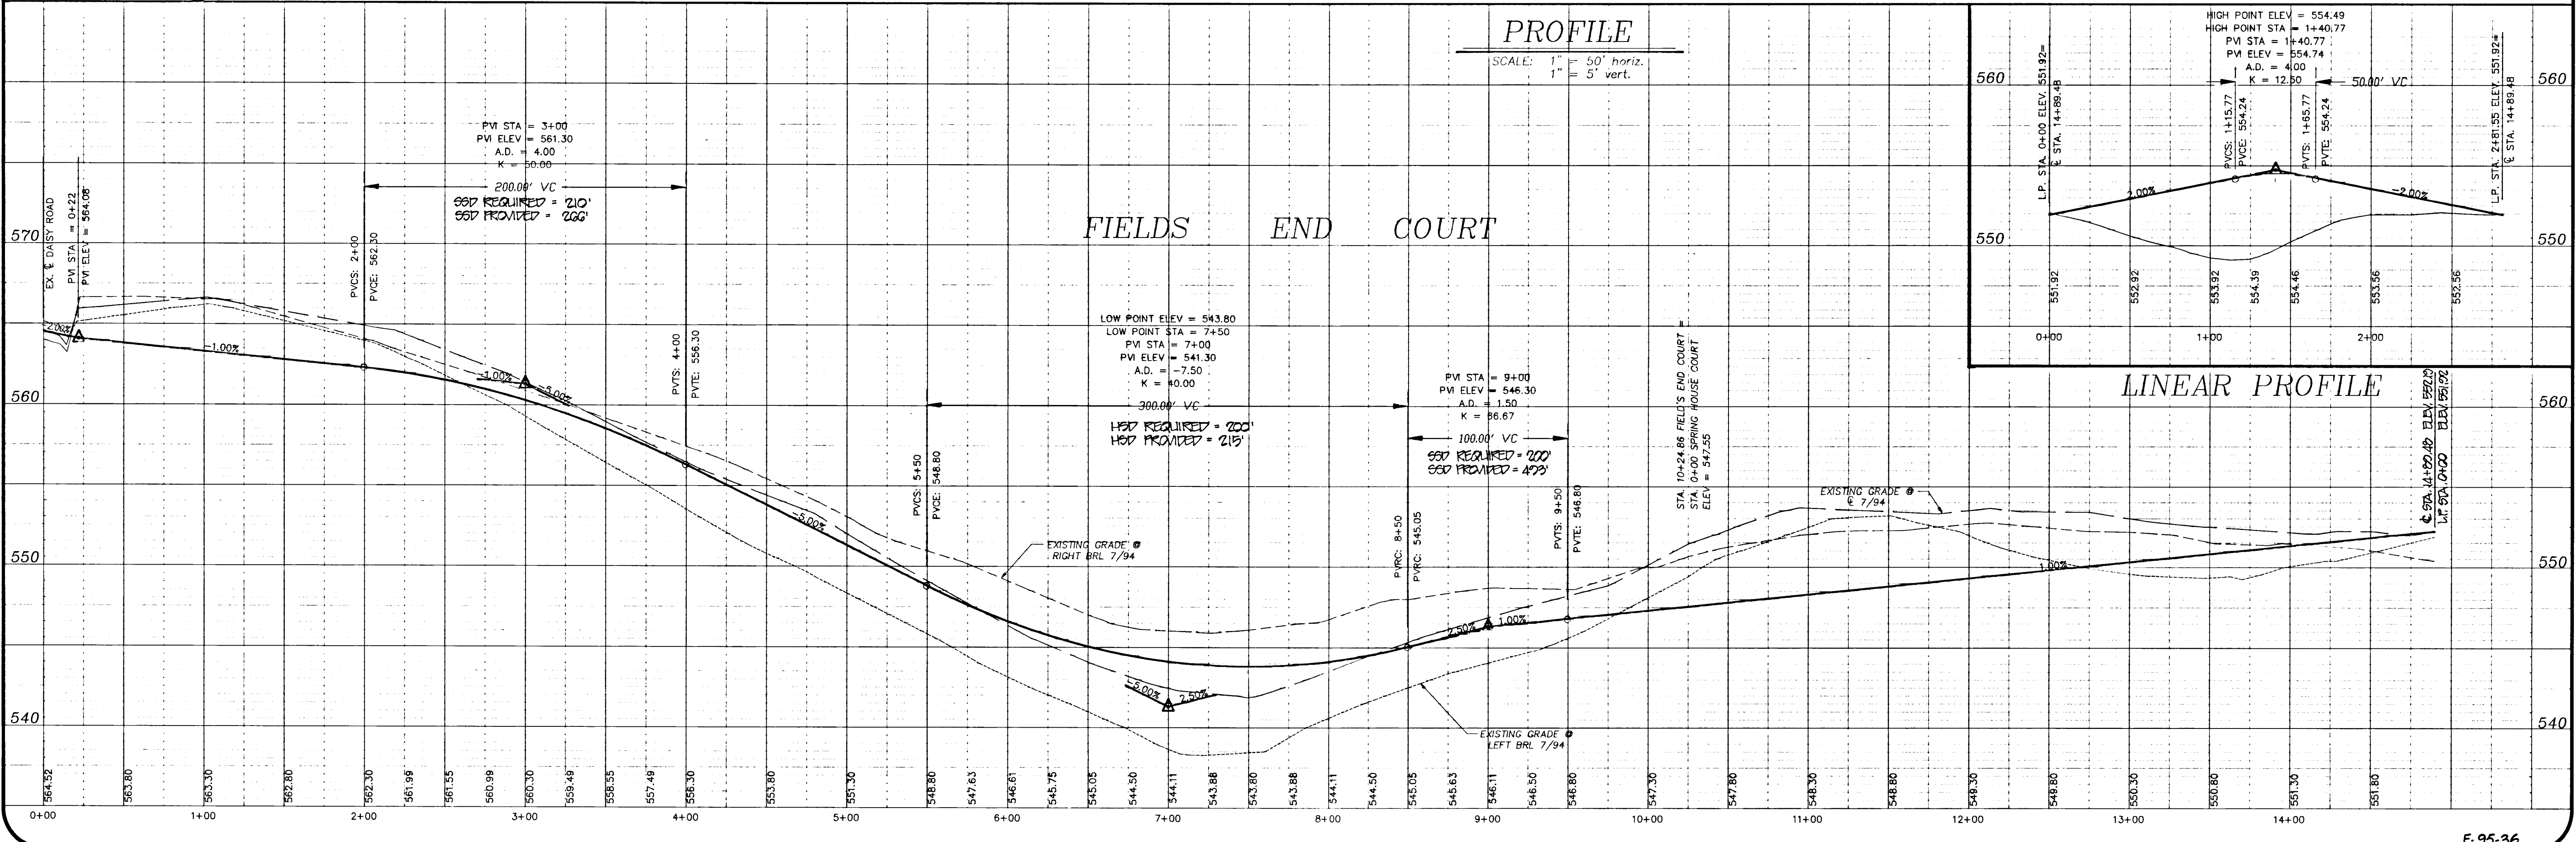 PROFILE
SCALE: 1" = 50' horiz.
1" = 5' vert.
FIELDS END COURT
EX. ℄ DAISY ROAD
PVI STA = 0+22
PVI ELEV = 564.08
2.00%
-1.00%
PVI STA = 3+00
PVI ELEV = 561.30
A.D. = 4.00
K = 50.00
200.00' VC
SSD REQUIRED = 210'
SSD PROVIDED = 266'
PVCS: 2+00
PVCE: 562.30
-1.00%
-5.00%
PVTS: 4+00
PVTE: 556.30
-5.00%
LOW POINT ELEV = 543.80
LOW POINT STA = 7+50
PVI STA = 7+00
PVI ELEV = 541.30
A.D. = -7.50
K = 40.00
300.00' VC
HSD REQUIRED = 200'
HSD PROVIDED = 215'
PVCS: 5+50
PVCE: 548.80
EXISTING GRADE @
RIGHT BRL 7/94
-5.00%
2.50%
PVRC: 8+50
PVRC: 545.05
PVI STA = 9+00
PVI ELEV = 546.30
A.D. = 1.50
K = 66.67
100.00' VC
SSD REQUIRED = 200'
SSD PROVIDED = 493'
2.50%
1.00%
PVTS: 9+50
PVTE: 546.80
EXISTING GRADE @
LEFT BRL 7/94
STA. 10+24.86 FIELD'S END COURT =
STA. 0+00 SPRING HOUSE COURT
ELEV = 547.55
EXISTING GRADE @
℄ 7/94
1.00%
℄ STA. 14+89.48 ELEV. 552.19
L.P. STA. 0+00 ELEV. 551.92
LINEAR PROFILE
HIGH POINT ELEV = 554.49
HIGH POINT STA = 1+40.77
PVI STA = 1+40.77
PVI ELEV = 554.74
A.D. = 4.00
K = 12.50
50.00' VC
L.P. STA. 0+00 ELEV. 551.92=
℄ STA. 14+89.48
PVCS: 1+15.77
PVCE: 554.24
PVTS: 1+65.77
PVTE: 554.24
L.P. STA. 2+81.55 ELEV. 551.92=
℄ STA. 14+89.48
2.00%
-2.00%
560 560
550 550
551.92 552.92 553.92 554.39 554.46 553.56 552.56
0+00 1+00 2+00
570
560 560
550 550
540 540
564.52 563.80 563.30 562.80 562.30 561.99 561.55 560.99 560.30 559.49 558.55 557.49 556.30 553.80 551.30 548.80 547.63 546.61 545.75 545.05 544.50 544.11 543.88 543.80 543.88 544.11 544.50 545.05 545.63 546.11 546.50 546.80 547.30 547.80 548.30 548.80 549.30 549.80 550.30 550.80 551.30 551.80
0+00 1+00 2+00 3+00 4+00 5+00 6+00 7+00 8+00 9+00 10+00 11+00 12+00 13+00 14+00
F-95-36